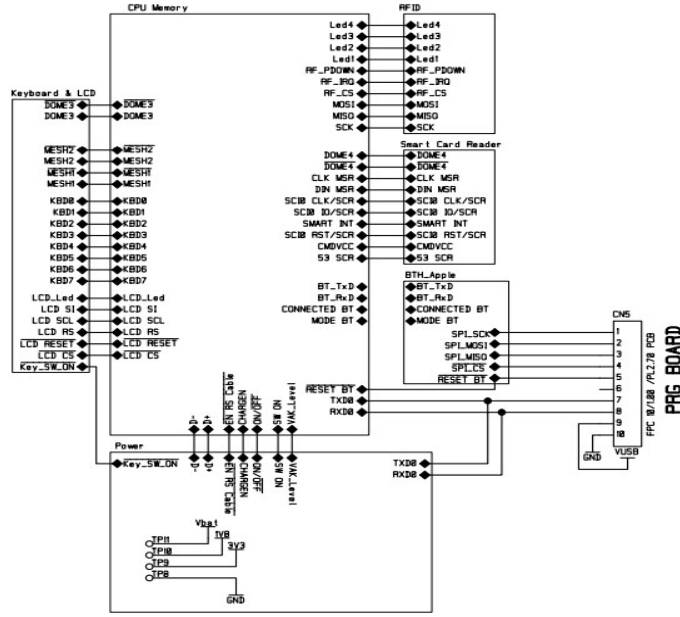 CPU Memory
RFID
Led4 Led4
Led3 Led3
Led2 Led2
Led1 Led1
RF_PDOWN RF_PDOWN
RF_IRQ RF_IRQ
RF_CS RF_CS
MOSI MOSI
MISO MISO
SCK SCK
Keyboard & LCD
DOME3 DOME3
DOME3 DOME3
MESH2 MESH2
MESH2 MESH2
MESH1 MESH1
MESH1 MESH1
KBD0 KBD0
KBD1 KBD1
KBD2 KBD2
KBD3 KBD3
KBD4 KBD4
KBD5 KBD5
KBD6 KBD6
KBD7 KBD7
LCD_Led LCD_Led
LCD SI LCD SI
LCD SCL LCD SCL
LCD RS LCD RS
LCD RESET LCD RESET
LCD CS LCD CS
Key_SW_ON
Smart Card Reader
DOME4 DOME4
DOME4 DOME4
CLK MSR CLK MSR
DIN MSR DIN MSR
SCI0 CLK/SCR SCI0 CLK/SCR
SCI0 IO/SCR SCI0 IO/SCR
SMART INT SMART INT
SCI0 RST/SCR SCI0 RST/SCR
CMDVCC CMDVCC
S3 SCR S3 SCR
BTH_Apple
BT_TxD BT_TxD
BT_RxD BT_RxD
CONNECTED BT CONNECTED BT
MODE BT MODE BT
SPI_SCK
SPI_MOSI
SPI_MISO
SPI_CS
RESET BT
RESET BT
TXD0
RXD0
CN5
1
2
3
4
5
6
7
8
9
10
FPC 10/1.00 /PL2.70 PCB
PRG BOARD
GND
VUSB
D-
D+
EN RS Cable
CHARGEN
ON/OFF
SW ON
VAK_Level
Power
Key_SW_ON
D-
D+
EN RS Cable
CHARGEN
ON/OFF
SW ON
VAK_Level
TXD0
RXD0
Vbat
1V8
3V3
TP11
TP10
TP9
TP8
GND